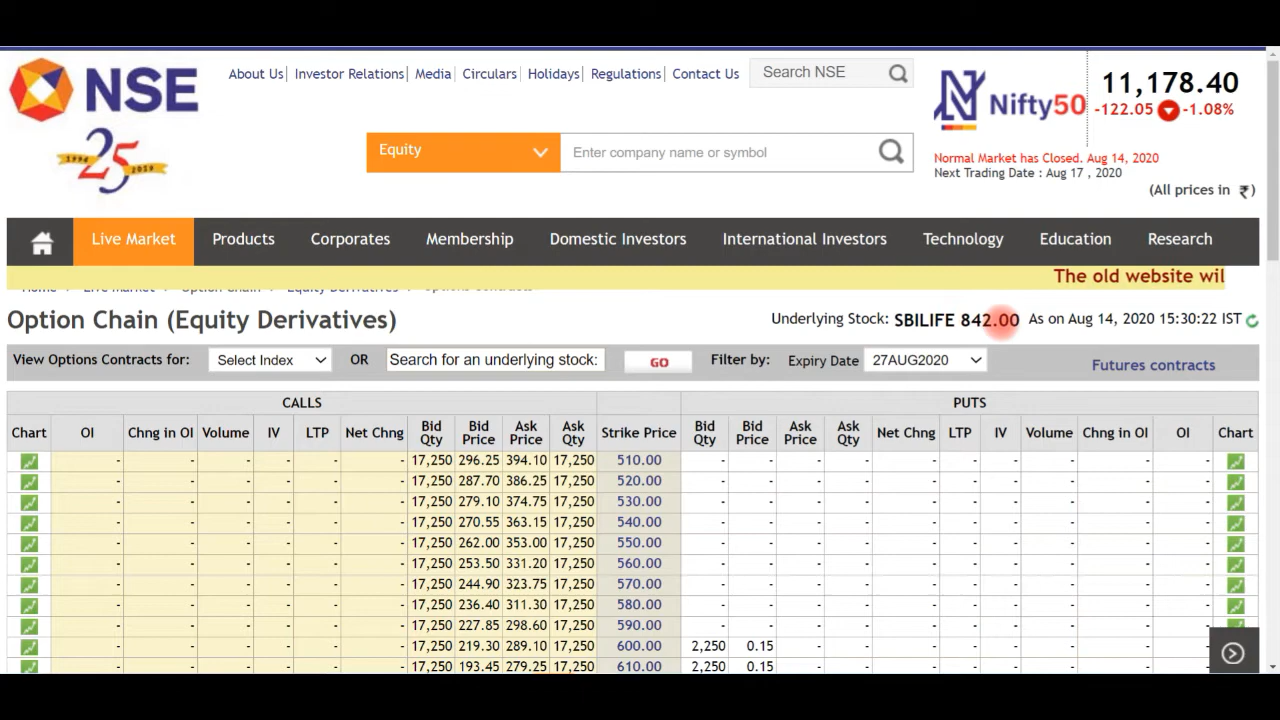 NSE
1994 25 2019
About Us| Investor Relations| Media| Circulars| Holidays| Regulations| Contact Us
Search NSE
Equity
Enter company name or symbol
Nifty50
11,178.40
-122.05 -1.08%
Normal Market has Closed. Aug 14, 2020
Next Trading Date : Aug 17 , 2020
(All prices in ₹)
Live Market Products Corporates Membership Domestic Investors International Investors Technology Education Research
The old website wil
Option Chain (Equity Derivatives)
Underlying Stock: SBILIFE 842.00 As on Aug 14, 2020 15:30:22 IST
View Options Contracts for: Select Index OR Search for an underlying stock: GO Filter by: Expiry Date 27AUG2020 Futures contracts
CALLS PUTS
Chart OI Chng in OI Volume IV LTP Net Chng Bid Qty Bid Price Ask Price Ask Qty Strike Price Bid Qty Bid Price Ask Price Ask Qty Net Chng LTP IV Volume Chng in OI OI Chart
- - - - - - 17,250 296.25 394.10 17,250 510.00 - - - - - - - - - -
- - - - - - 17,250 287.70 386.25 17,250 520.00 - - - - - - - - - -
- - - - - - 17,250 279.10 374.75 17,250 530.00 - - - - - - - - - -
- - - - - - 17,250 270.55 363.15 17,250 540.00 - - - - - - - - - -
- - - - - - 17,250 262.00 353.00 17,250 550.00 - - - - - - - - - -
- - - - - - 17,250 253.50 331.20 17,250 560.00 - - - - - - - - - -
- - - - - - 17,250 244.90 323.75 17,250 570.00 - - - - - - - - - -
- - - - - - 17,250 236.40 311.30 17,250 580.00 - - - - - - - - - -
- - - - - - 17,250 227.85 298.60 17,250 590.00 - - - - - - - - - -
- - - - - - 17,250 219.30 289.10 17,250 600.00 2,250 0.15 - - - - - - - -
- - - - - - 17,250 193.45 279.25 17,250 610.00 2,250 0.15 - - - - - - - -